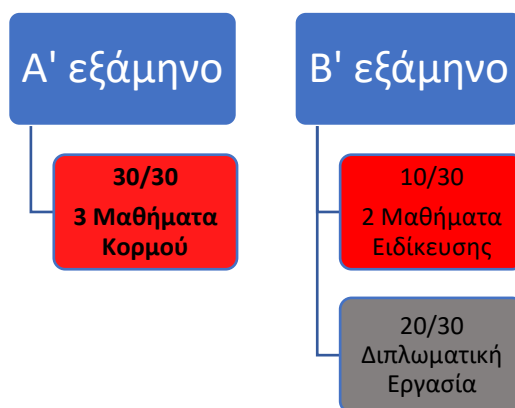 Α' εξάμηνο
30/30
3 Μαθήματα
Κορμού
Β' εξάμηνο
10/30
2 Μαθήματα
Ειδίκευσης
20/30
Διπλωματική
Εργασία